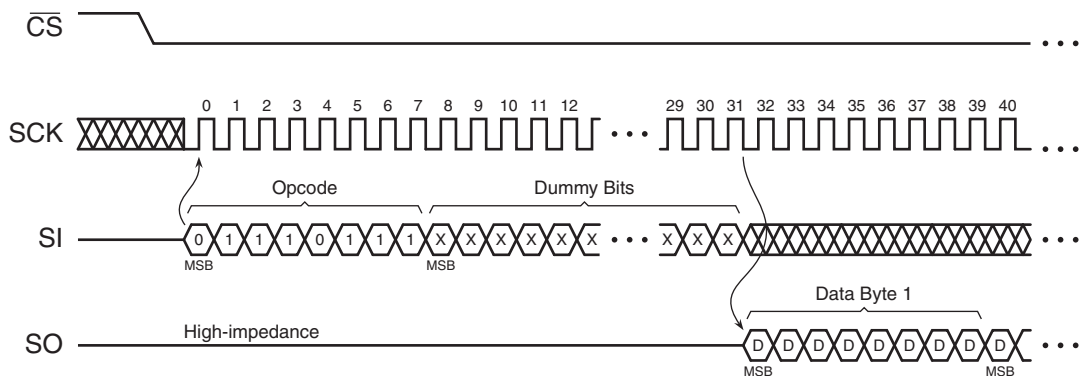 CS
0 1 2 3 4 5 6 7 8 9 10 11 12 29 30 31 32 33 34 35 36 37 38 39 40
SCK
Opcode Dummy Bits
SI 0 1 1 1 0 1 1 1 X X X X X X X X X
MSB MSB
Data Byte 1
High-impedance
SO D D D D D D D D D
MSB MSB